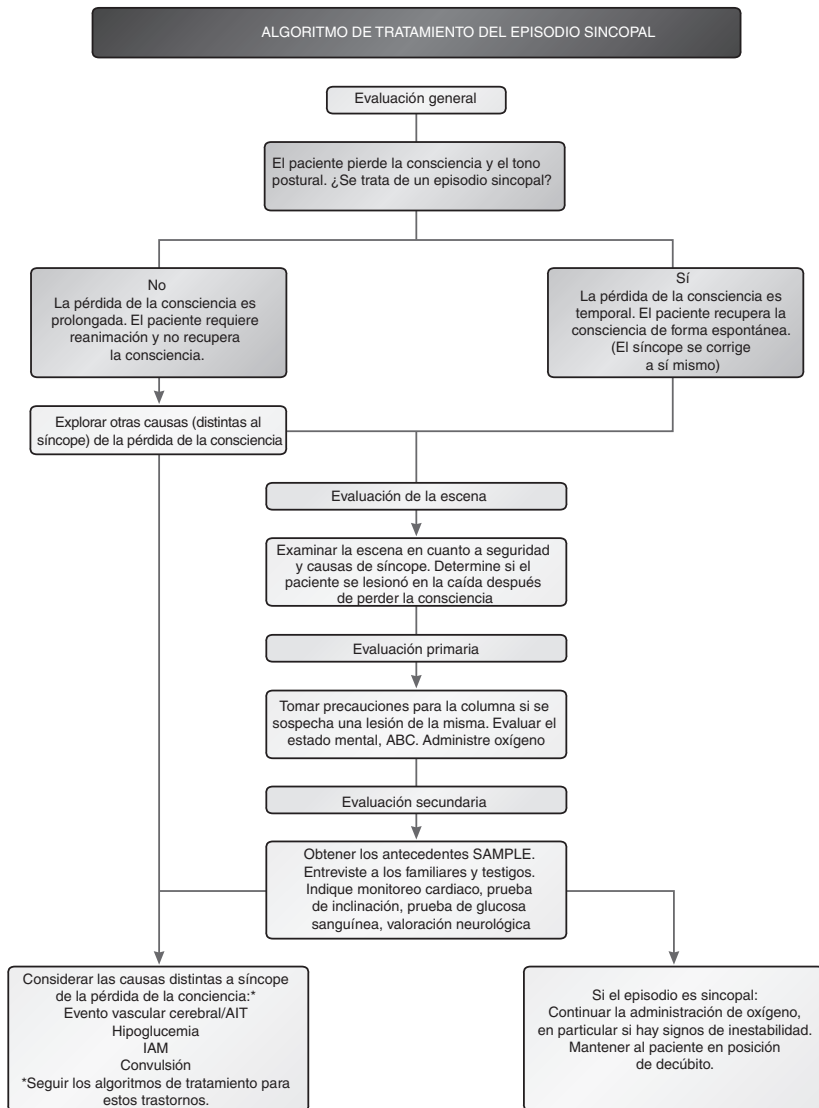 ALGORITMO DE TRATAMIENTO DEL EPISODIO SINCOPAL
Evaluación general
El paciente pierde la consciencia y el tono
postural. ¿Se trata de un episodio sincopal?
No
La pérdida de la consciencia es
prolongada. El paciente requiere
reanimación y no recupera
la consciencia.
Sí
La pérdida de la consciencia es
temporal. El paciente recupera la
consciencia de forma espontánea.
(El síncope se corrige
a sí mismo)
Explorar otras causas (distintas al
síncope) de la pérdida de la consciencia
Evaluación de la escena
Examinar la escena en cuanto a seguridad
y causas de síncope. Determine si el
paciente se lesionó en la caída después
de perder la consciencia
Evaluación primaria
Tomar precauciones para la columna si se
sospecha una lesión de la misma. Evaluar el
estado mental, ABC. Administre oxígeno
Evaluación secundaria
Obtener los antecedentes SAMPLE.
Entreviste a los familiares y testigos.
Indique monitoreo cardiaco, prueba
de inclinación, prueba de glucosa
sanguínea, valoración neurológica
Considerar las causas distintas a síncope
de la pérdida de la conciencia:*
Evento vascular cerebral/AIT
Hipoglucemia
IAM
Convulsión
*Seguir los algoritmos de tratamiento para
estos trastornos.
Si el episodio es sincopal:
Continuar la administración de oxígeno,
en particular si hay signos de inestabilidad.
Mantener al paciente en posición
de decúbito.